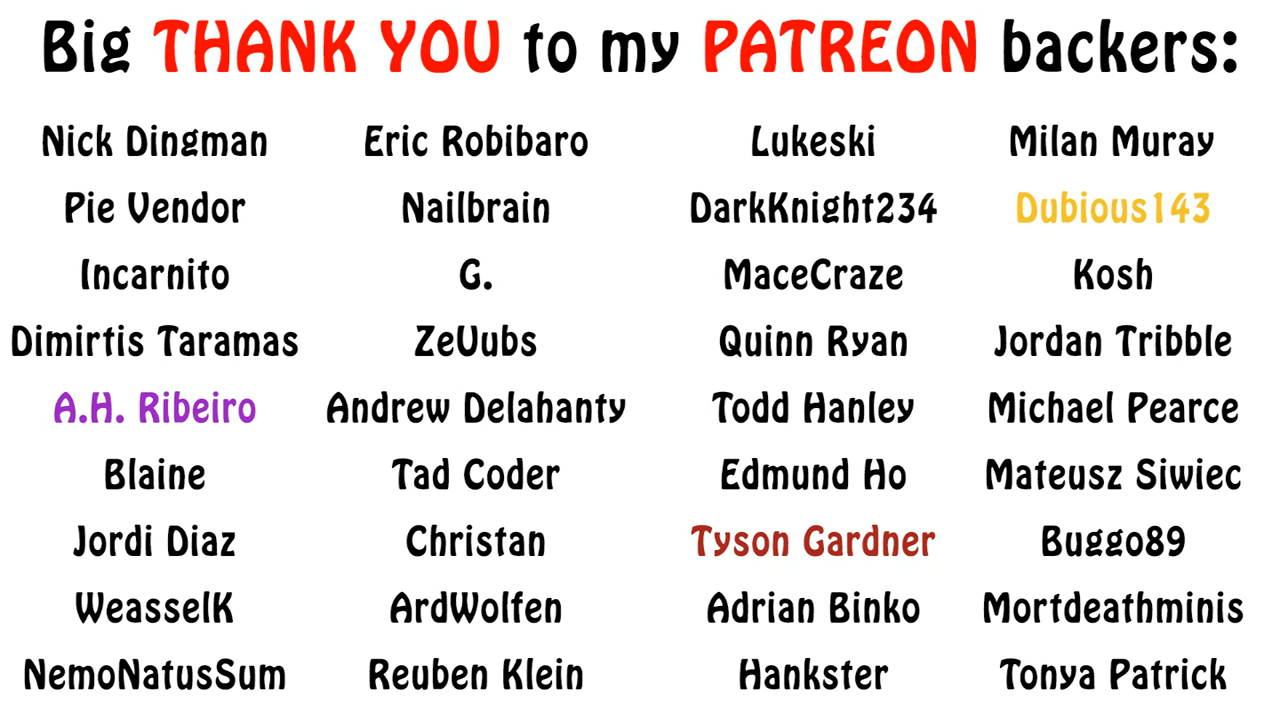 Big THANK YOU to my PATREON backers:
Nick Dingman Eric Robibaro Lukeski Milan Muray
Pie Vendor Nailbrain DarkKnight234 Dubious143
Incarnito G. MaceCraze Kosh
Dimirtis Taramas ZeVubs Quinn Ryan Jordan Tribble
A.H. Ribeiro Andrew Delahanty Todd Hanley Michael Pearce
Blaine Tad Coder Edmund Ho Mateusz Siwiec
Jordi Diaz Christan Tyson Gardner Buggo89
WeasselK ArdWolfen Adrian Binko Mortdeathminis
NemoNatusSum Reuben Klein Hankster Tonya Patrick